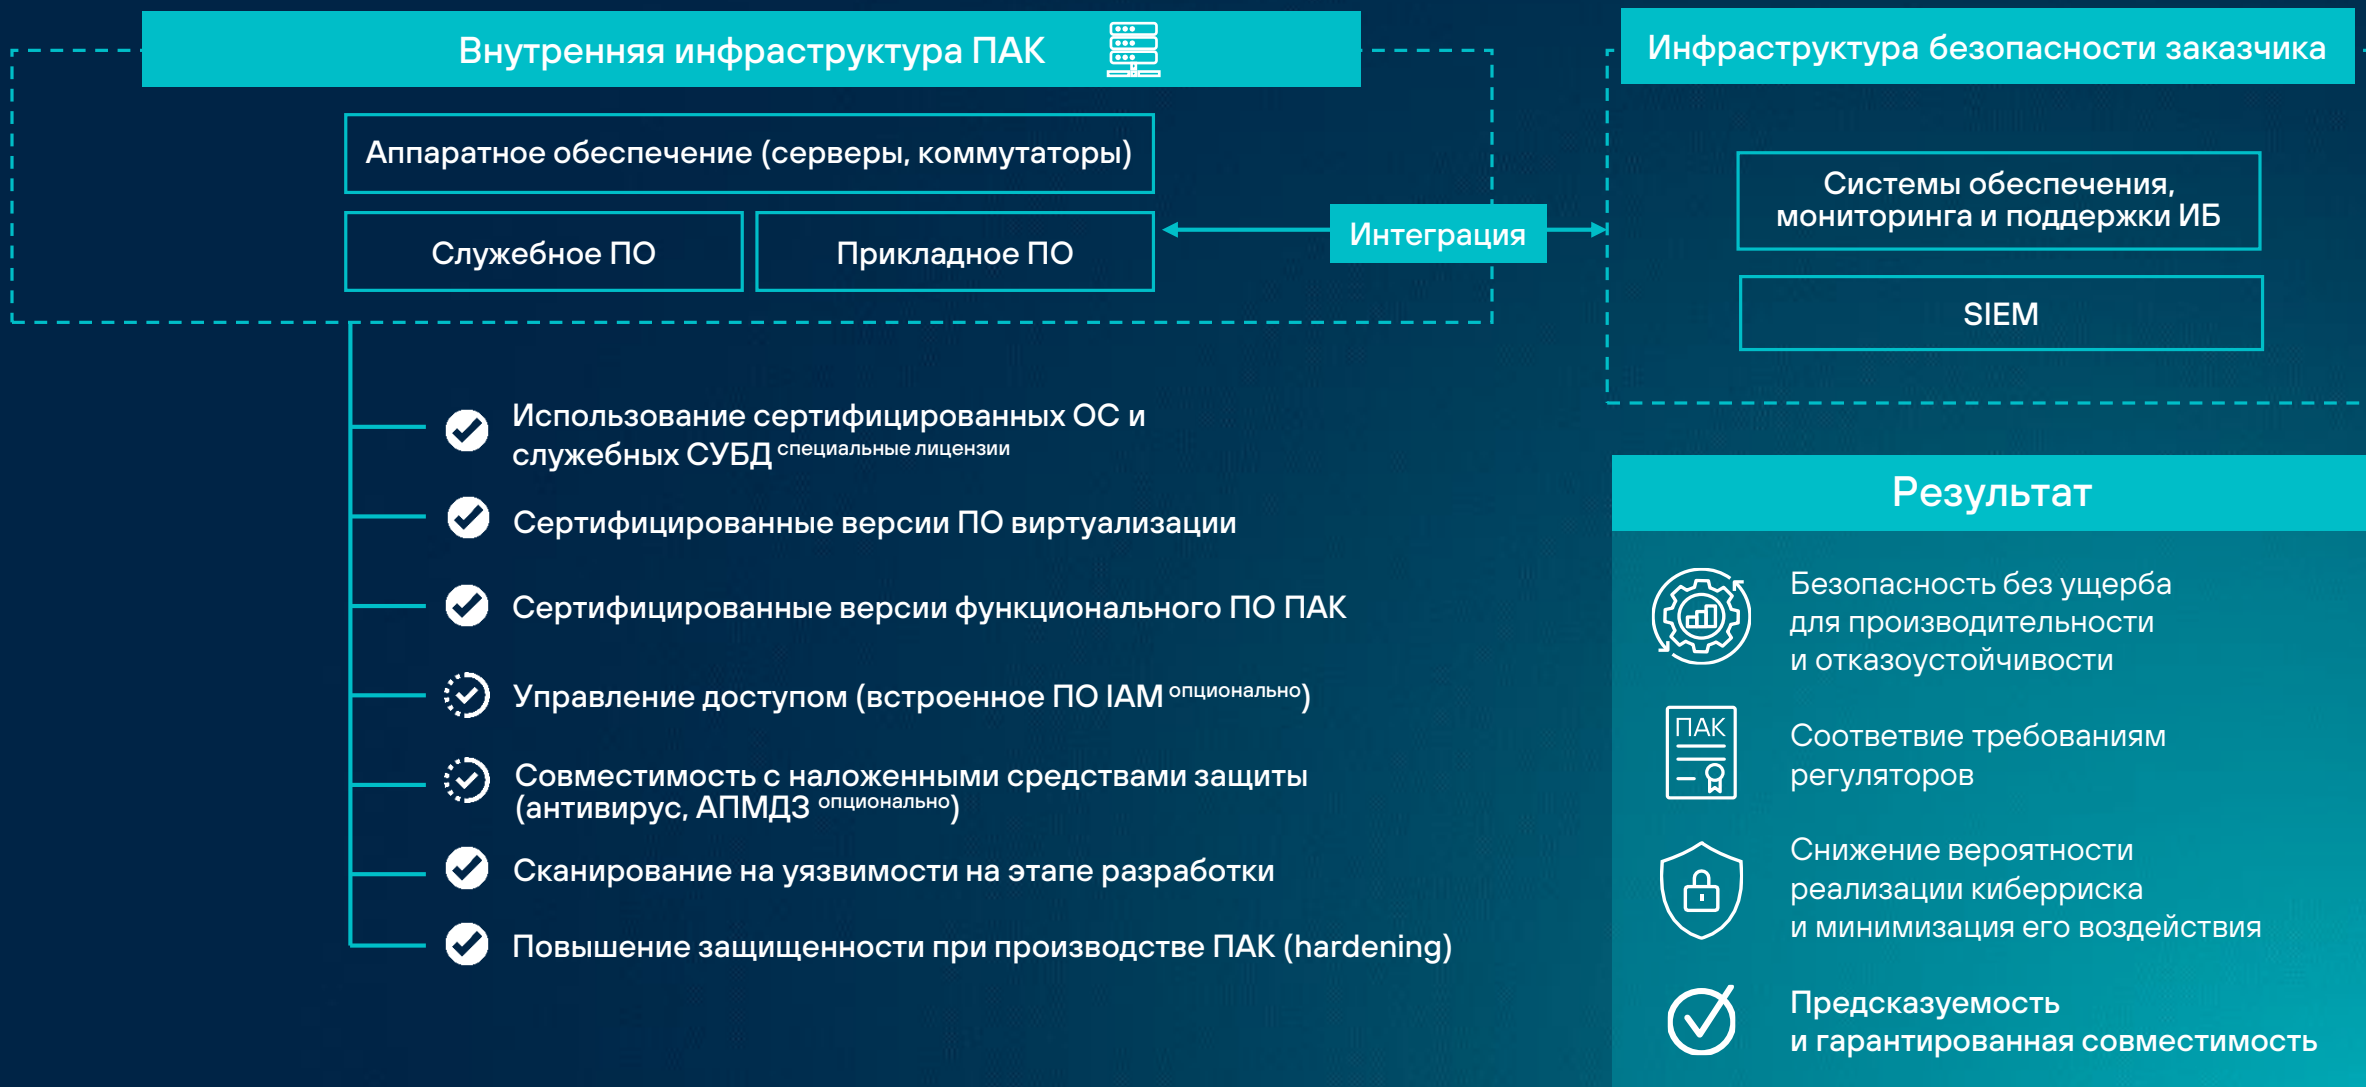 Внутренняя инфраструктура ПАК
Аппаратное обеспечение (серверы, коммутаторы)
Служебное ПО
Прикладное ПО
Интеграция
Инфраструктура безопасности заказчика
Системы обеспечения,
мониторинга и поддержки ИБ
SIEM
Использование сертифицированных ОС и
служебных СУБД специальные лицензии
Сертифицированные версии ПО виртуализации
Сертифицированные версии функционального ПО ПАК
Управление доступом (встроенное ПО IAM опционально)
Совместимость с наложенными средствами защиты
(антивирус, АПМДЗ опционально)
Сканирование на уязвимости на этапе разработки
Повышение защищенности при производстве ПАК (hardening)
Результат
Безопасность без ущерба
для производительности
и отказоустойчивости
ПАК
Соответвие требованиям
регуляторов
Снижение вероятности
реализации киберриска
и минимизация его воздействия
Предсказуемость
и гарантированная совместимость